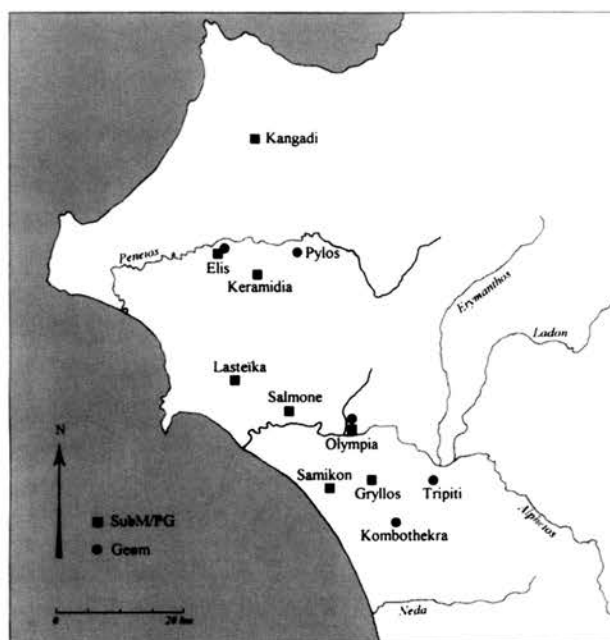 Kangadi
Peneios
Elis
Pylos
Keramidia
Erymanthos
Ladon
Lasteïka
Salmone
Olympia
N
Samikon
Gryllos
Tripiti
SubM/PG
Kombothekra
Alpheios
Geom
Neda
0 20 km